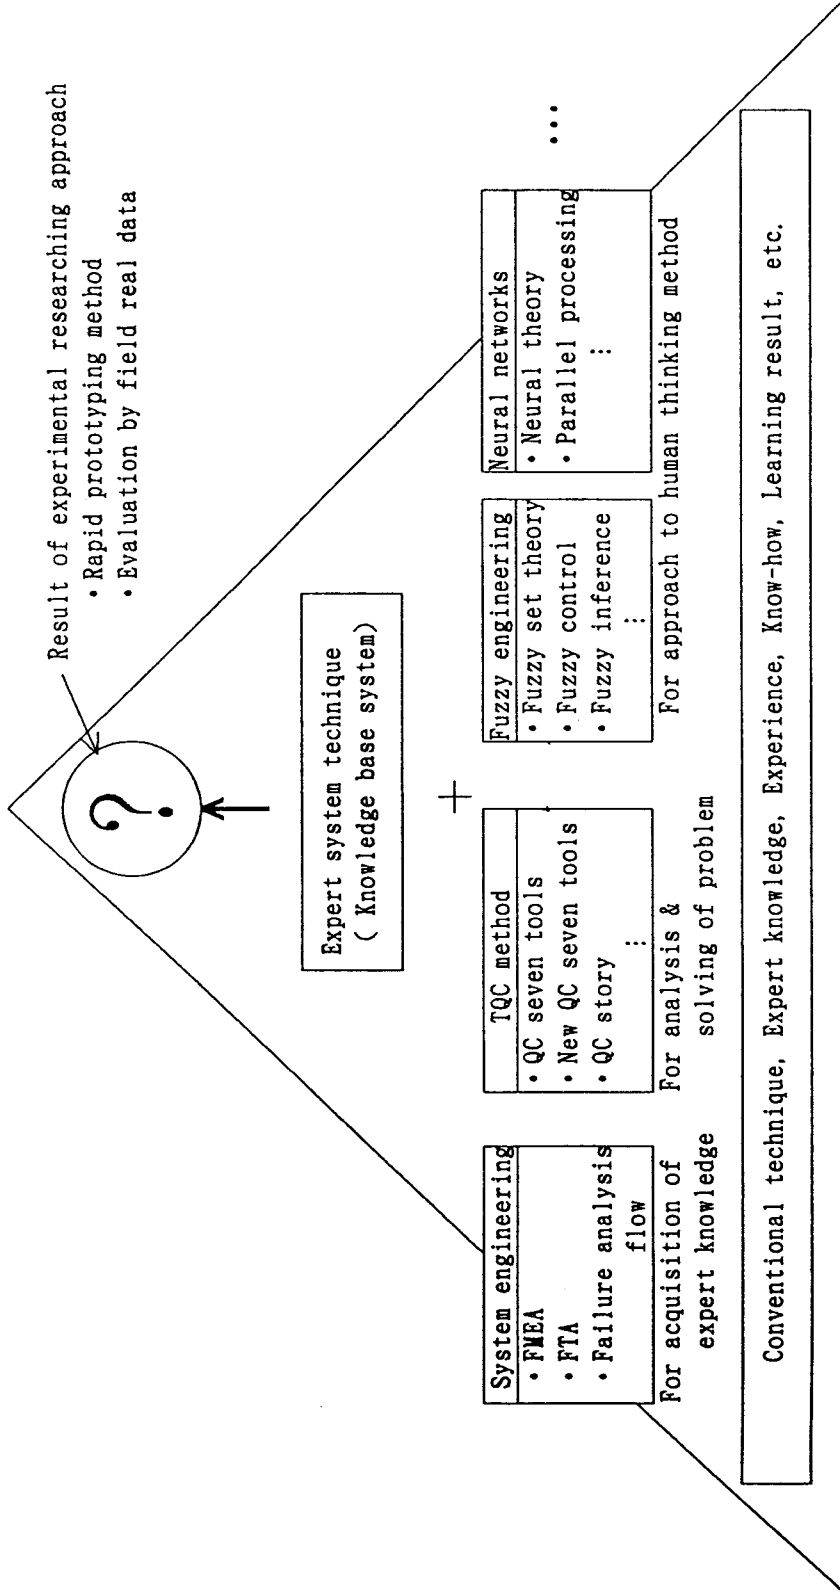 Result of experimental researching approach
• Rapid prototyping method
• Evaluation by field real data
?
Expert system technique
( Knowledge base system)
+
System engineering
• FMEA
• FTA
• Failure analysis
flow
For acquisition of
expert knowledge
TQC method
• QC seven tools
• New QC seven tools
• QC story
⋮
For analysis &
solving of problem
Fuzzy engineering
• Fuzzy set theory
• Fuzzy control
• Fuzzy inference
⋮
Neural networks
• Neural theory
• Parallel processing
⋮
For approach to human thinking method
...
Conventional technique, Expert knowledge, Experience, Know-how, Learning result, etc.